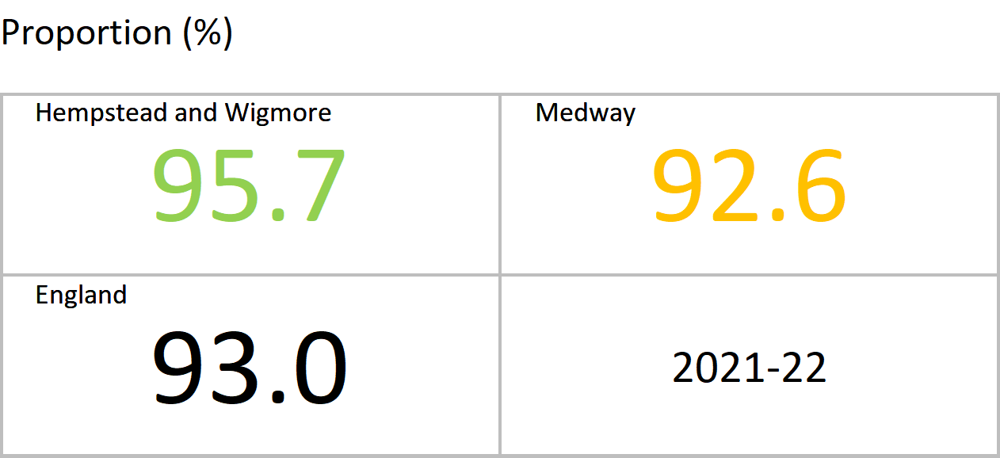 Proportion (%)
Hempstead and Wigmore
95.7
Medway
92.6
England
93.0
2021-22